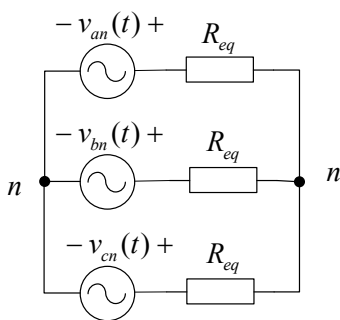 − v_an(t) +
R_eq
− v_bn(t) +
R_eq
n
n
− v_cn(t) +
R_eq